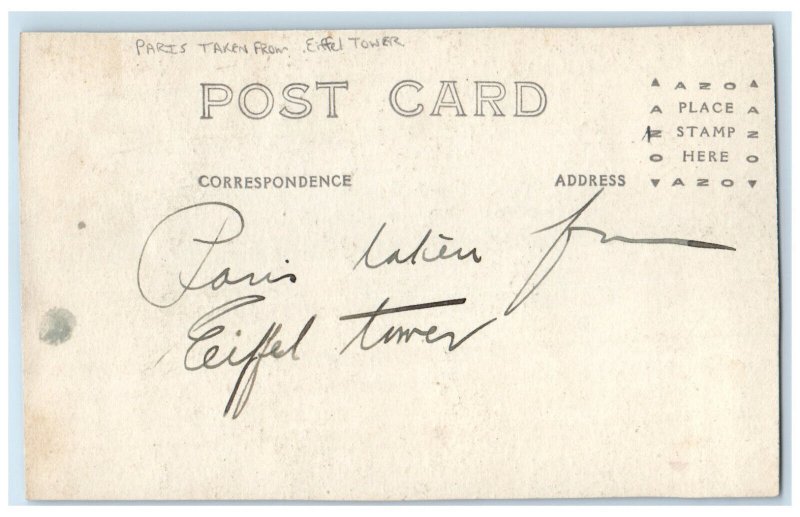 PARIS TAKEN FROM Eiffel TOWER
POST CARD
AZO
PLACE
STAMP
HERE
AZO
A Z O
A Z O
CORRESPONDENCE
ADDRESS
Paris taken from
Eiffel tower